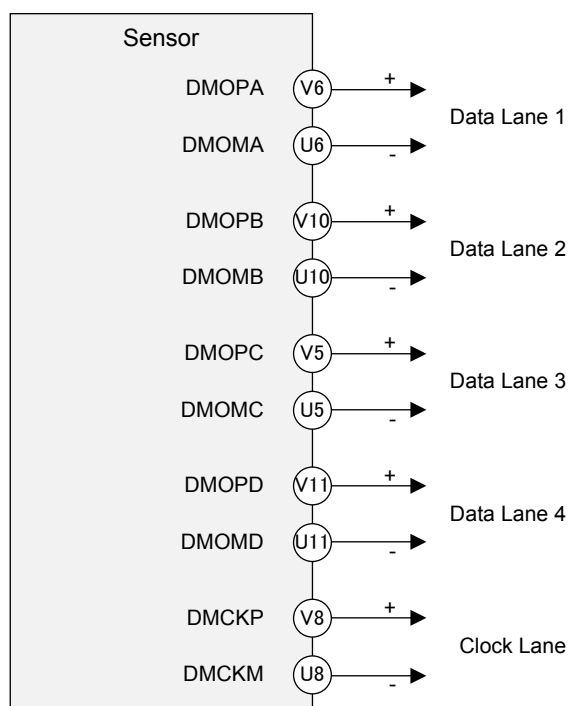 Sensor
DMOPA V6 +
Data Lane 1
DMOMA U6 -
DMOPB V10 +
Data Lane 2
DMOMB U10 -
DMOPC V5 +
Data Lane 3
DMOMC U5 -
DMOPD V11 +
Data Lane 4
DMOMD U11 -
DMCKP V8 +
Clock Lane
DMCKM U8 -